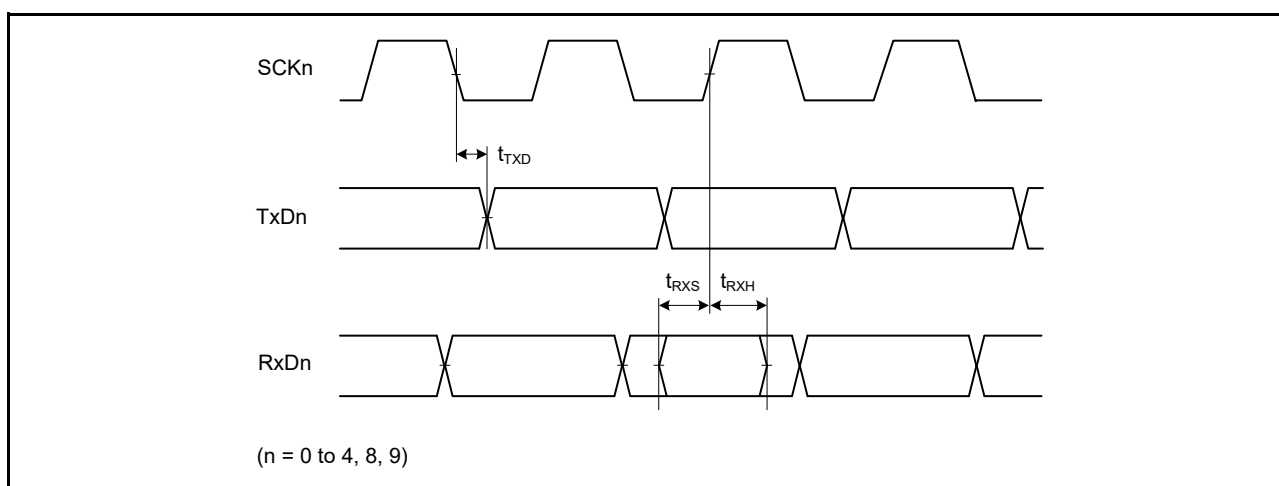 SCKn
tTXD
TxDn
tRXS tRXH
RxDn
(n = 0 to 4, 8, 9)